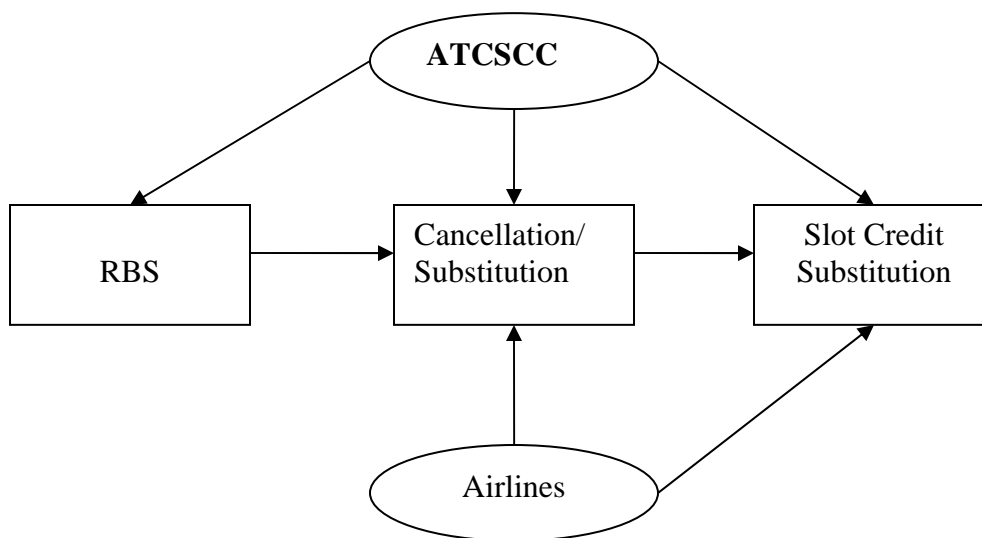 ATCSCC
RBS
Cancellation/
Substitution
Slot Credit
Substitution
Airlines